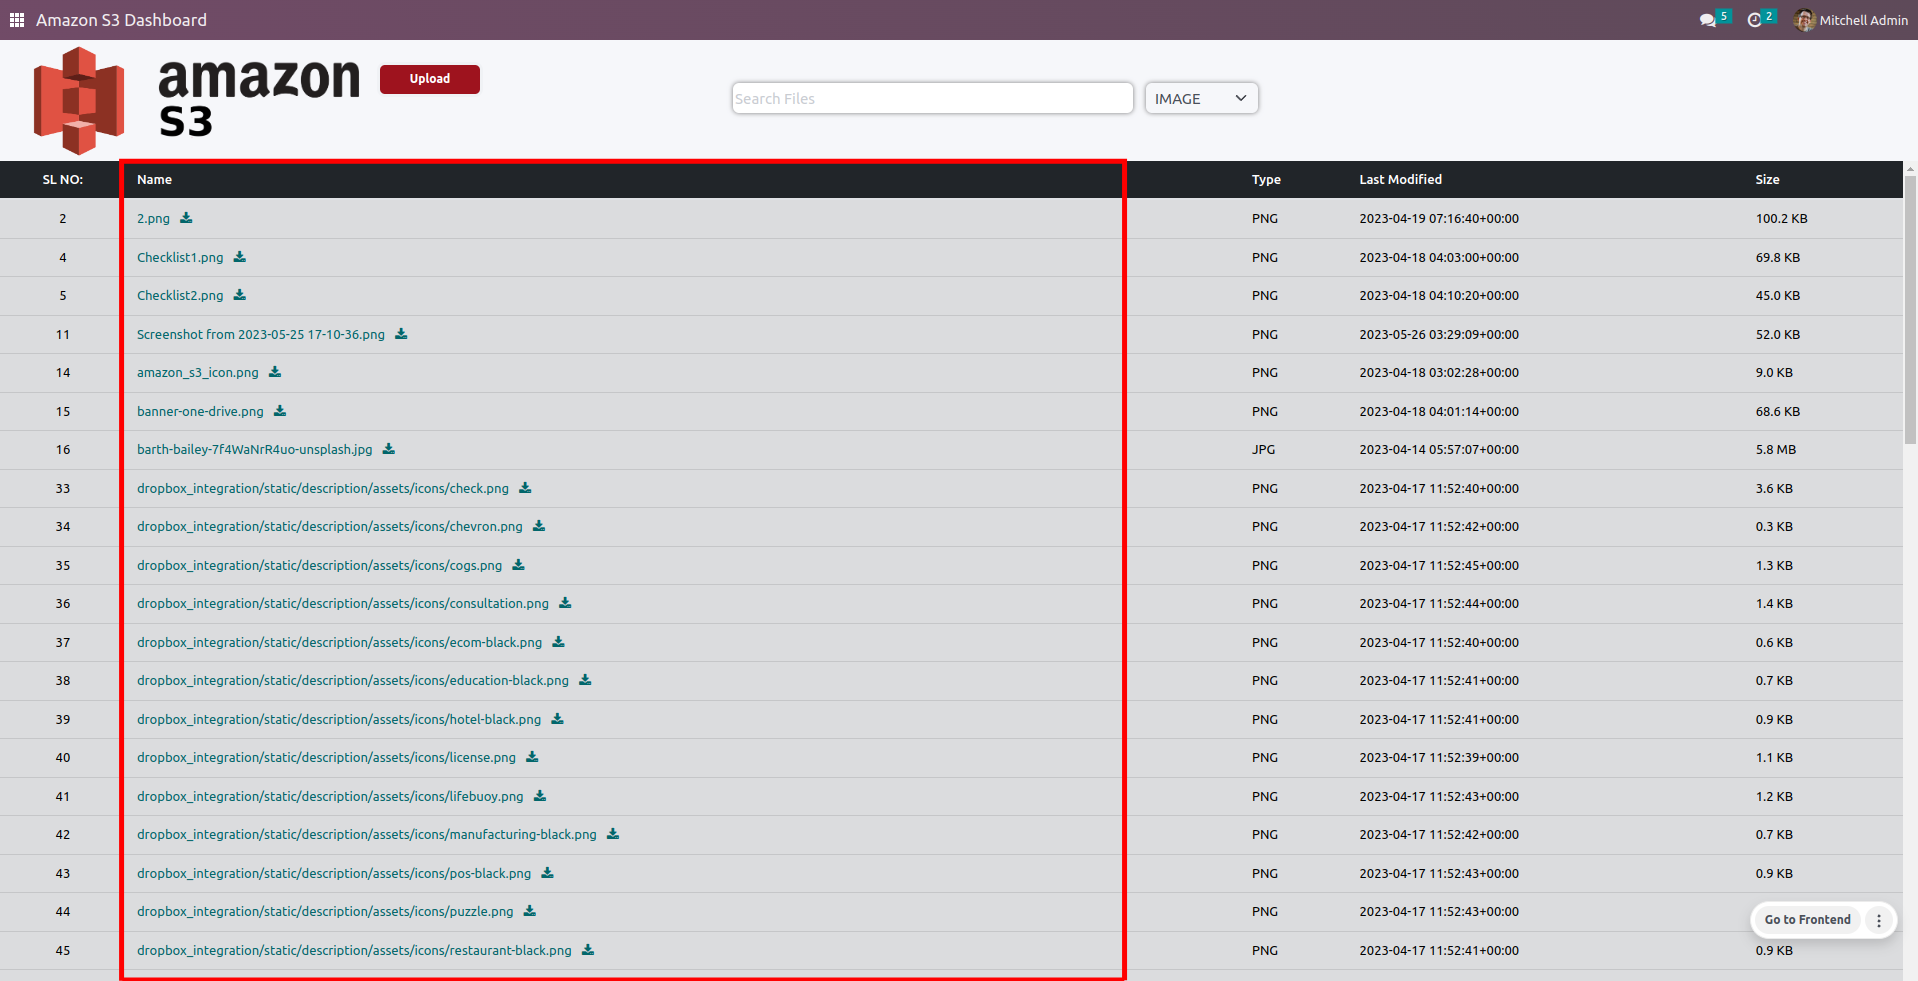 Amazon S3 Dashboard 5 2 Mitchell Admin
amazon
S3
Upload
Search Files IMAGE
SL NO: Name Type Last Modified Size
2 2.png PNG 2023-04-19 07:16:40+00:00 100.2 KB
4 Checklist1.png PNG 2023-04-18 04:03:00+00:00 69.8 KB
5 Checklist2.png PNG 2023-04-18 04:10:20+00:00 45.0 KB
11 Screenshot from 2023-05-25 17-10-36.png PNG 2023-05-26 03:29:09+00:00 52.0 KB
14 amazon_s3_icon.png PNG 2023-04-18 03:02:28+00:00 9.0 KB
15 banner-one-drive.png PNG 2023-04-18 04:01:14+00:00 68.6 KB
16 barth-bailey-7f4WaNrR4uo-unsplash.jpg JPG 2023-04-14 05:57:07+00:00 5.8 MB
33 dropbox_integration/static/description/assets/icons/check.png PNG 2023-04-17 11:52:40+00:00 3.6 KB
34 dropbox_integration/static/description/assets/icons/chevron.png PNG 2023-04-17 11:52:42+00:00 0.3 KB
35 dropbox_integration/static/description/assets/icons/cogs.png PNG 2023-04-17 11:52:45+00:00 1.3 KB
36 dropbox_integration/static/description/assets/icons/consultation.png PNG 2023-04-17 11:52:44+00:00 1.4 KB
37 dropbox_integration/static/description/assets/icons/ecom-black.png PNG 2023-04-17 11:52:40+00:00 0.6 KB
38 dropbox_integration/static/description/assets/icons/education-black.png PNG 2023-04-17 11:52:41+00:00 0.7 KB
39 dropbox_integration/static/description/assets/icons/hotel-black.png PNG 2023-04-17 11:52:41+00:00 0.9 KB
40 dropbox_integration/static/description/assets/icons/license.png PNG 2023-04-17 11:52:39+00:00 1.1 KB
41 dropbox_integration/static/description/assets/icons/lifebuoy.png PNG 2023-04-17 11:52:43+00:00 1.2 KB
42 dropbox_integration/static/description/assets/icons/manufacturing-black.png PNG 2023-04-17 11:52:42+00:00 0.7 KB
43 dropbox_integration/static/description/assets/icons/pos-black.png PNG 2023-04-17 11:52:43+00:00 0.9 KB
44 dropbox_integration/static/description/assets/icons/puzzle.png PNG 2023-04-17 11:52:43+00:00
Go to Frontend
45 dropbox_integration/static/description/assets/icons/restaurant-black.png PNG 2023-04-17 11:52:41+00:00 0.9 KB